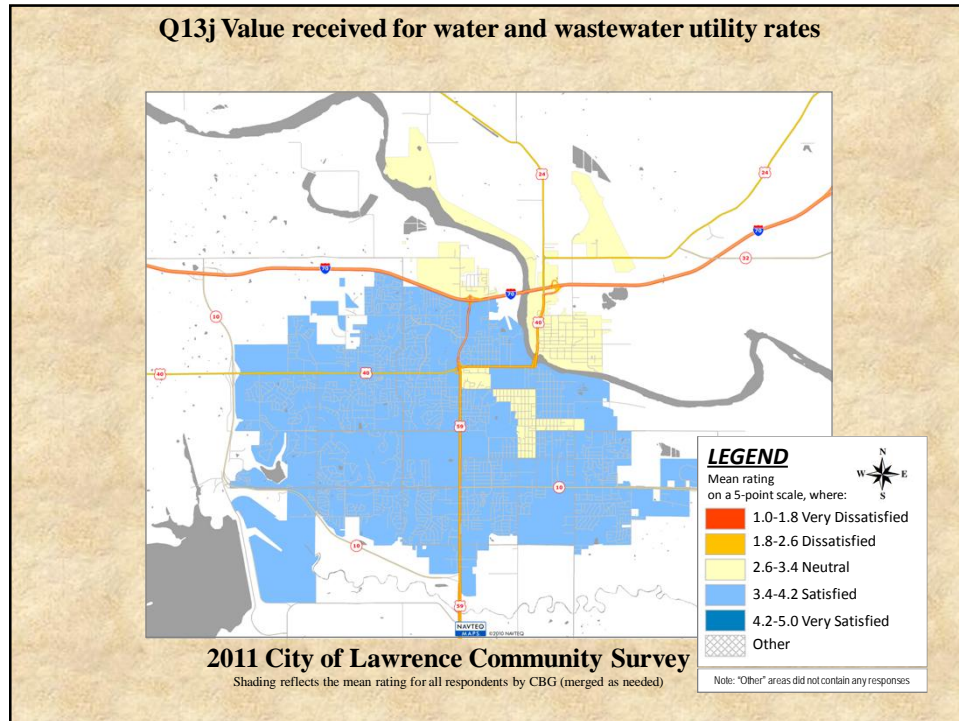 Q13j Value received for water and wastewater utility rates
24
24
70
32
70
70
10
40
40
40
59
10
10
59
NAVTEQ
MAPS
©2010 NAVTEQ
LEGEND
Mean rating
on a 5-point scale, where:
N
W E
S
1.0-1.8 Very Dissatisfied
1.8-2.6 Dissatisfied
2.6-3.4 Neutral
3.4-4.2 Satisfied
4.2-5.0 Very Satisfied
Other
Note: "Other" areas did not contain any responses
2011 City of Lawrence Community Survey
Shading reflects the mean rating for all respondents by CBG (merged as needed)